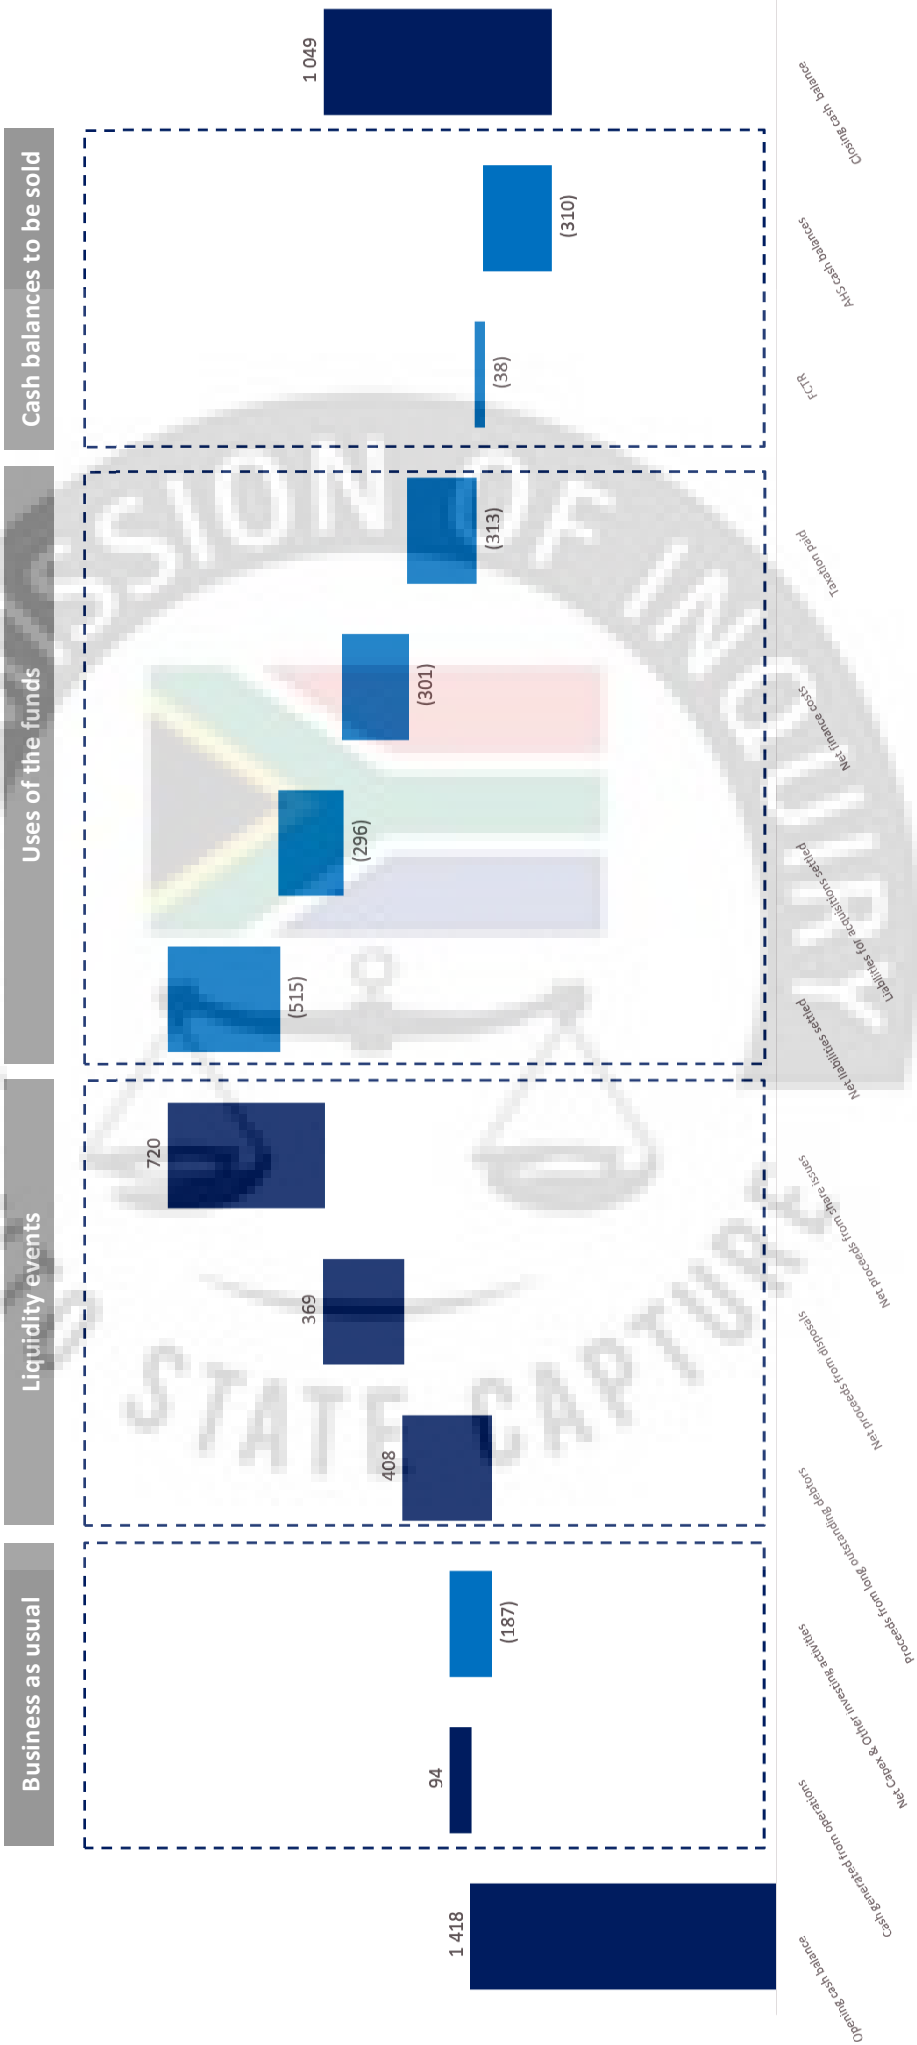 Business as usual
Liquidity events
Uses of the funds
Cash balances to be sold
1 418
94
(187)
408
369
720
(515)
(296)
(301)
(313)
(38)
(310)
1 049
Opening cash balance
Cash generated from operations
Net Capex & Other investing activities
Proceeds from long outstanding debtors
Net proceeds from disposals
Net proceeds from share issues
Net liabilities settled
Liabilities for acquisitions settled
Net finance costs
Taxation paid
FCTR
AHS cash balances
Closing cash balance
SSION OF INQUIRY
STATE CAPTURE